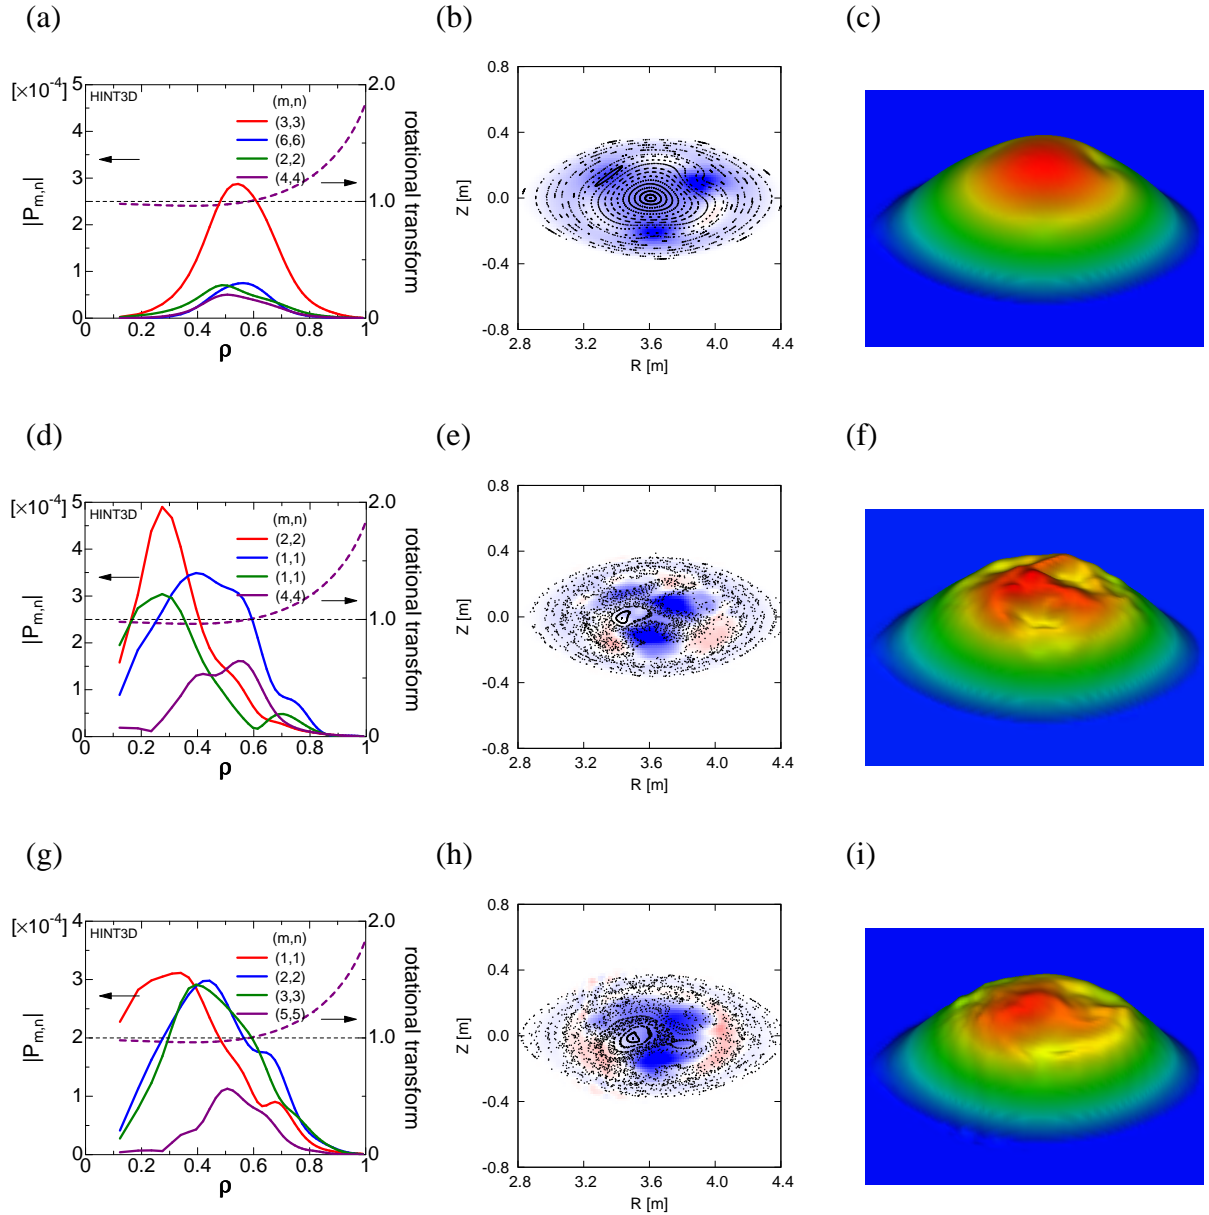 (a)
(b)
(c)
[×10-4]
5
4
3
2
1
0
|Pm,n|
HINT3D
(m,n)
(3,3)
(6,6)
(2,2)
(4,4)
2.0
1.0
0
rotational transform
0
0.2
0.4
0.6
0.8
1
ρ
0.8
0.4
0.0
-0.4
-0.8
Z [m]
2.8
3.2
3.6
4.0
4.4
R [m]
(d)
(e)
(f)
[×10-4]
5
4
3
2
1
0
|Pm,n|
HINT3D
(m,n)
(2,2)
(1,1)
(1,1)
(4,4)
2.0
1.0
0
rotational transform
0
0.2
0.4
0.6
0.8
1
ρ
0.8
0.4
0.0
-0.4
-0.8
Z [m]
2.8
3.2
3.6
4.0
4.4
R [m]
(g)
(h)
(i)
[×10-4]
4
3
2
1
0
|Pm,n|
HINT3D
(m,n)
(1,1)
(2,2)
(3,3)
(5,5)
2.0
1.0
0
rotational transform
0
0.2
0.4
0.6
0.8
1
ρ
0.8
0.4
0.0
-0.4
-0.8
Z [m]
2.8
3.2
3.6
4.0
4.4
R [m]